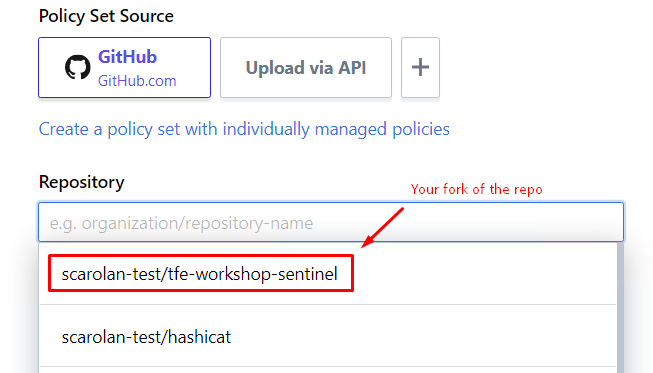 Policy Set Source
GitHub
GitHub.com
Upload via API
+
Create a policy set with individually managed policies
Repository
Your fork of the repo
e.g. organization/repository-name
scarolan-test/tfe-workshop-sentinel
scarolan-test/hashicat